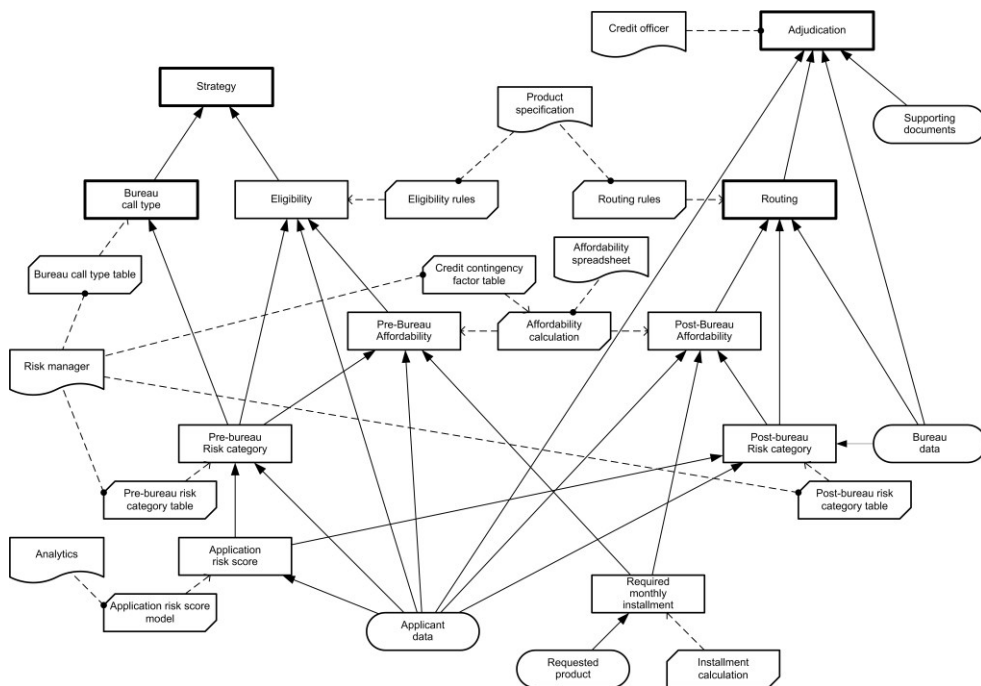 Credit officer
Adjudication
Strategy
Product
specification
Supporting
documents
Bureau
call type
Eligibility
Eligibility rules
Routing rules
Routing
Bureau call type table
Credit contingency
factor table
Affordability
spreadsheet
Pre-Bureau
Affordability
Affordability
calculation
Post-Bureau
Affordability
Risk manager
Pre-bureau
Risk category
Post-bureau
Risk category
Bureau
data
Pre-bureau risk
category table
Post-bureau risk
category table
Analytics
Application
risk score
Application risk score
model
Applicant
data
Required
monthly
installment
Requested
product
Installment
calculation